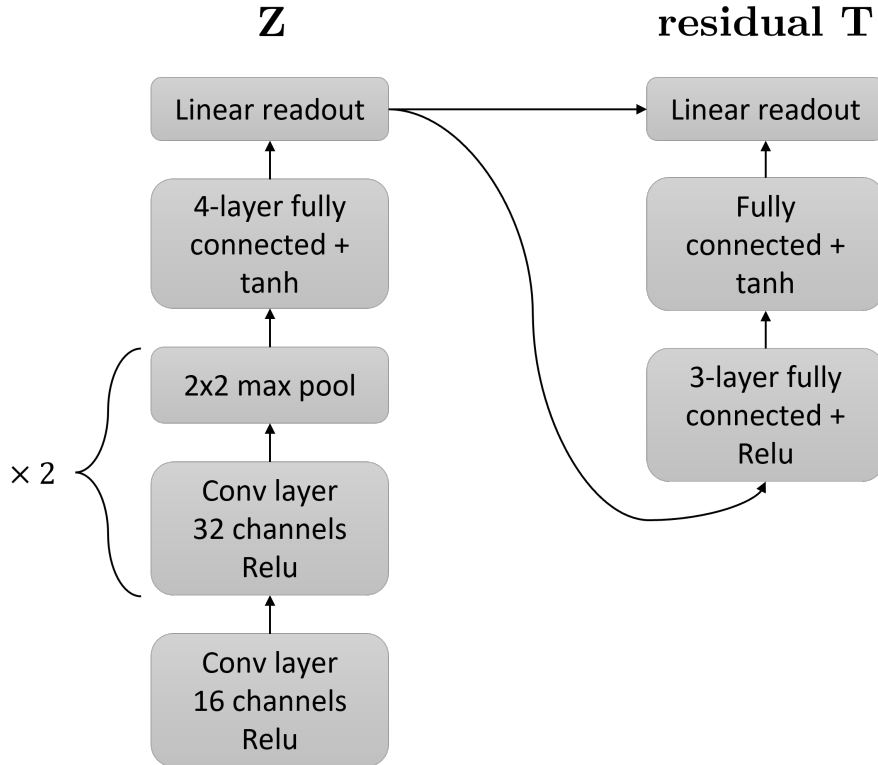 Z
Linear readout
4-layer fully
connected +
tanh
2x2 max pool
× 2
Conv layer
32 channels
Relu
Conv layer
16 channels
Relu
residual T
Linear readout
Fully
connected +
tanh
3-layer fully
connected +
Relu